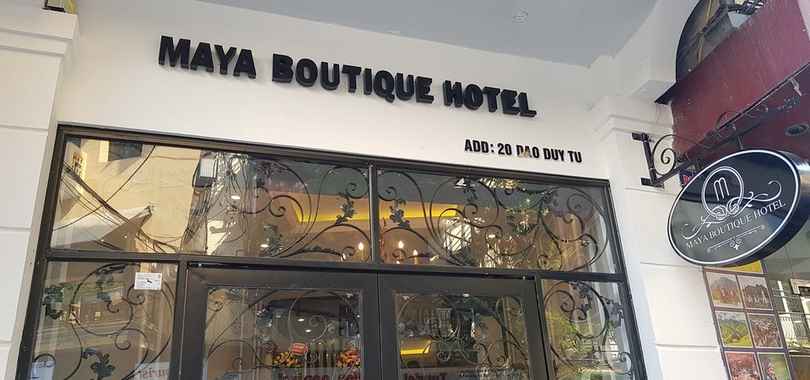 MAYA BOUTIQUE HOTEL
ADD: 20 DAO DUY TU
M
MAYA BOUTIQUE HOTEL